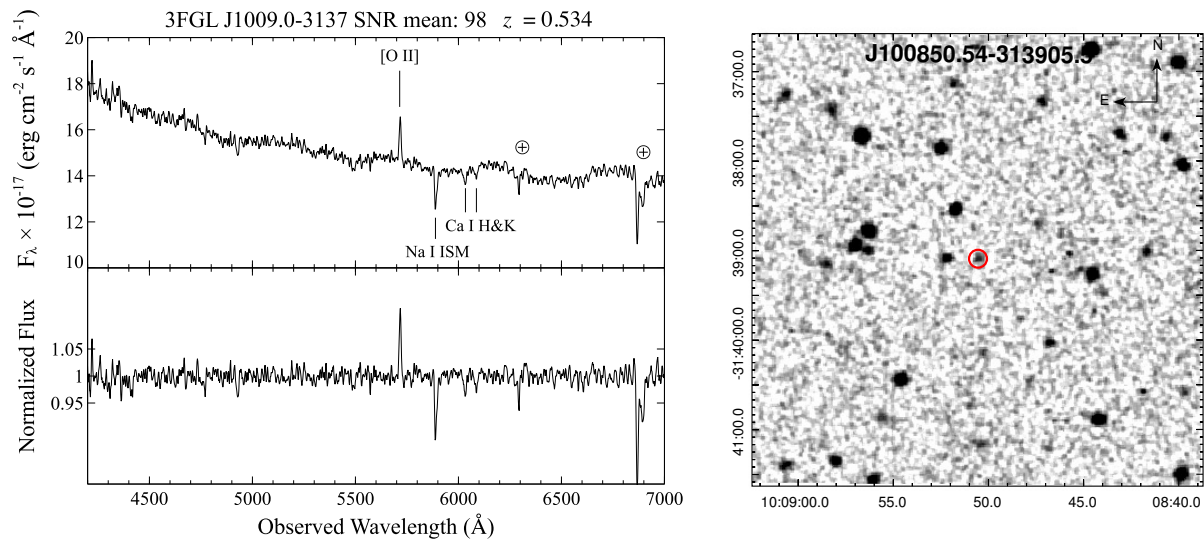 3FGL J1009.0-3137 SNR mean: 98 z = 0.534
20
18
16
14
12
10
Fλ × 10⁻¹⁷ (erg cm⁻² s⁻¹ Å⁻¹)
[O II]
⊕
⊕
Ca I H&K
Na I ISM
1.05
1
0.95
Normalized Flux
4500
5000
5500
6000
6500
7000
Observed Wavelength (Å)
J100850.54-313905.5
N
E
37:00.0
38:00.0
39:00.0
-31:40:00.0
41:00.0
10:09:00.0
55.0
50.0
45.0
08:40.0